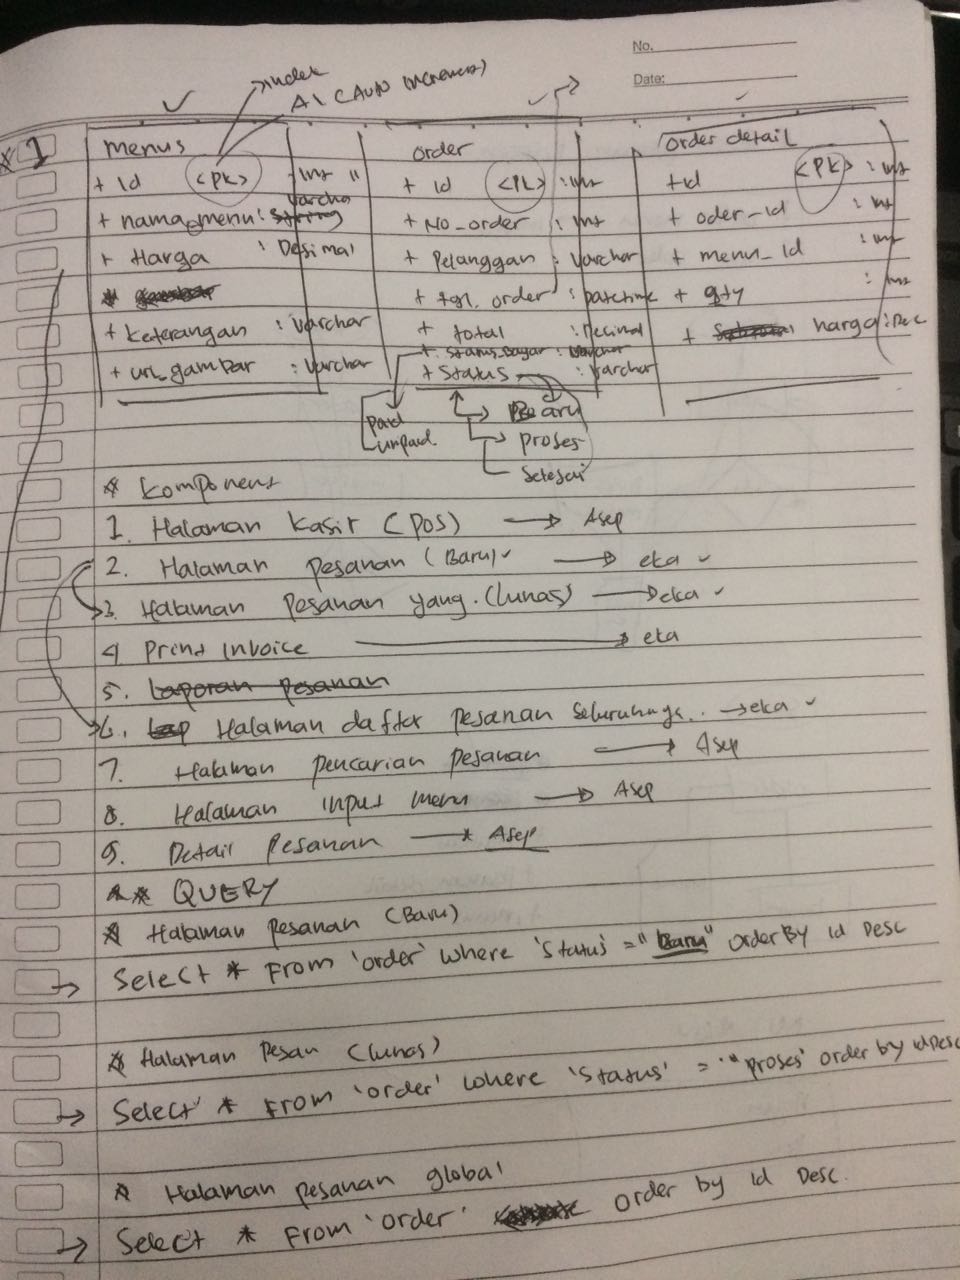 No.
Date:
index
AI (Auto increment)
* 1
menus
+ Id <PK> : Int 11
+ nama_menu : varchar
+ Harga : Desimal
+ Keterangan : Varchar
+ url_gambar : Varchar
order
+ id <PK> : Int
+ No_order : Int
+ Pelanggan : Varchar
+ tgl. order : Datetime
+ total : Decimal
+ Status_Bayar : Varchar
+ Status : Varchar
paid
unpaid
Baru
proses
selesai
order detail
+ id <PK> : Int
+ oder_id : Int
+ menu_id : Int
+ qty : Int
+ harga : Dec
* Komponent
1. Halaman Kasir (POS) → Asep
2. Halaman pesanan (Baru) ✓ → eka ✓
3. Halaman pesanan yang (lunas) → eka ✓
4 Print Invoice → eka
5. Laporan pesanan
6. Lap Halaman daftar pesanan seluruhnya.. → eka ✓
7. Halaman pencarian pesanan → Asep
8. Halaman input menu → Asep
9. Detail Pesanan → Asep
** QUERY
* Halaman pesanan (Baru)
→ Select * From 'order' where 'Status' = "Baru" Order By id Desc
* Halaman Pesan (lunas)
→ Select * From 'order' where 'Status' = "proses' order by id Desc
* Halaman pesanan global
→ Select * From 'order' order by id Desc.